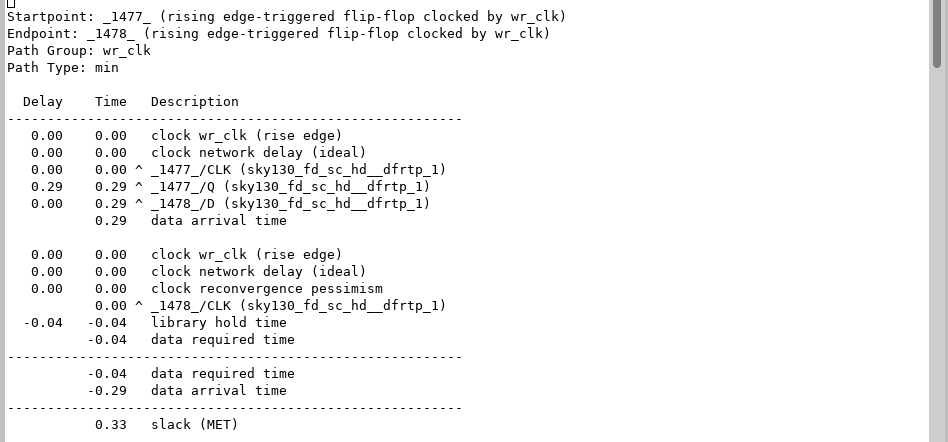 Startpoint: _1477_ (rising edge-triggered flip-flop clocked by wr_clk)
Endpoint: _1478_ (rising edge-triggered flip-flop clocked by wr_clk)
Path Group: wr_clk
Path Type: min

  Delay    Time   Description
---------------------------------------------------------
   0.00    0.00   clock wr_clk (rise edge)
   0.00    0.00   clock network delay (ideal)
   0.00    0.00 ^ _1477_/CLK (sky130_fd_sc_hd__dfrtp_1)
   0.29    0.29 ^ _1477_/Q (sky130_fd_sc_hd__dfrtp_1)
   0.00    0.29 ^ _1478_/D (sky130_fd_sc_hd__dfrtp_1)
           0.29   data arrival time

   0.00    0.00   clock wr_clk (rise edge)
   0.00    0.00   clock network delay (ideal)
   0.00    0.00   clock reconvergence pessimism
           0.00 ^ _1478_/CLK (sky130_fd_sc_hd__dfrtp_1)
  -0.04   -0.04   library hold time
          -0.04   data required time
---------------------------------------------------------
          -0.04   data required time
          -0.29   data arrival time
---------------------------------------------------------
           0.33   slack (MET)